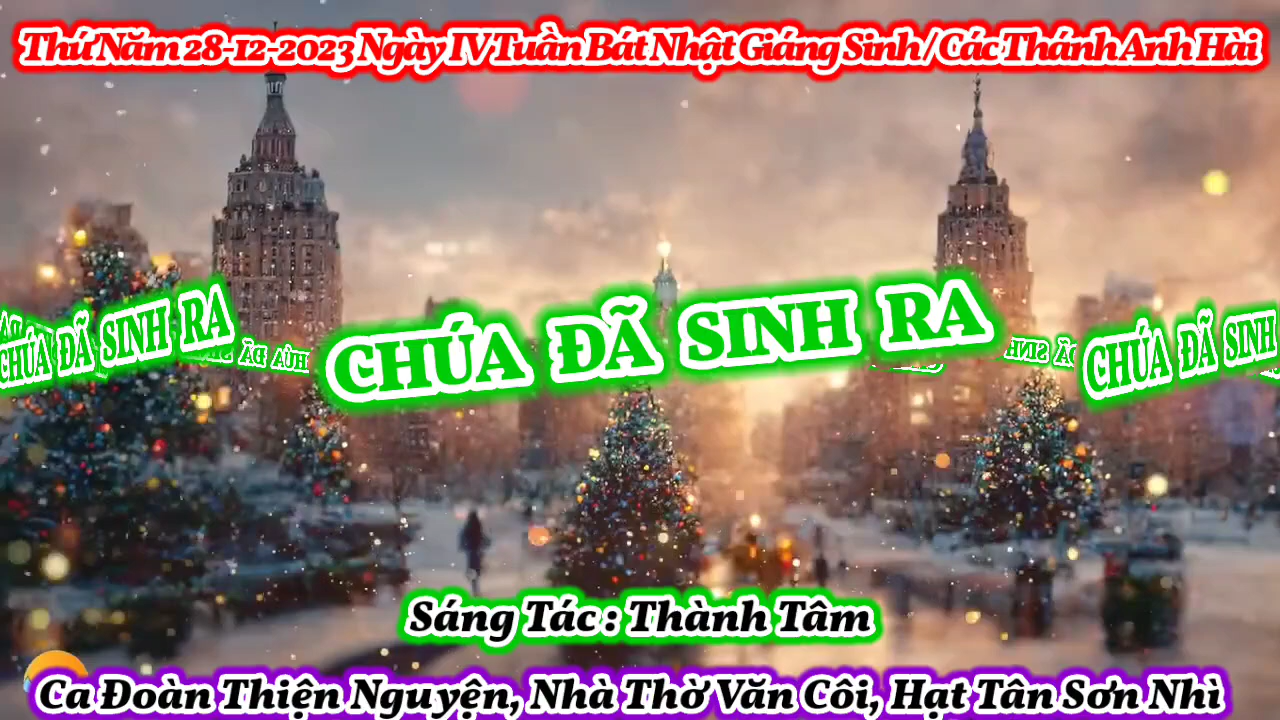 Thứ Năm 28-12-2023 Ngày IV Tuần Bát Nhật Giáng Sinh / Các Thánh Anh Hài
CHÚA ĐÃ SINH RA CHÚA ĐÃ SINH RA CHÚA ĐÃ SINH
Sáng Tác : Thành Tâm
Ca Đoàn Thiện Nguyện, Nhà Thờ Văn Côi, Hạt Tân Sơn Nhì